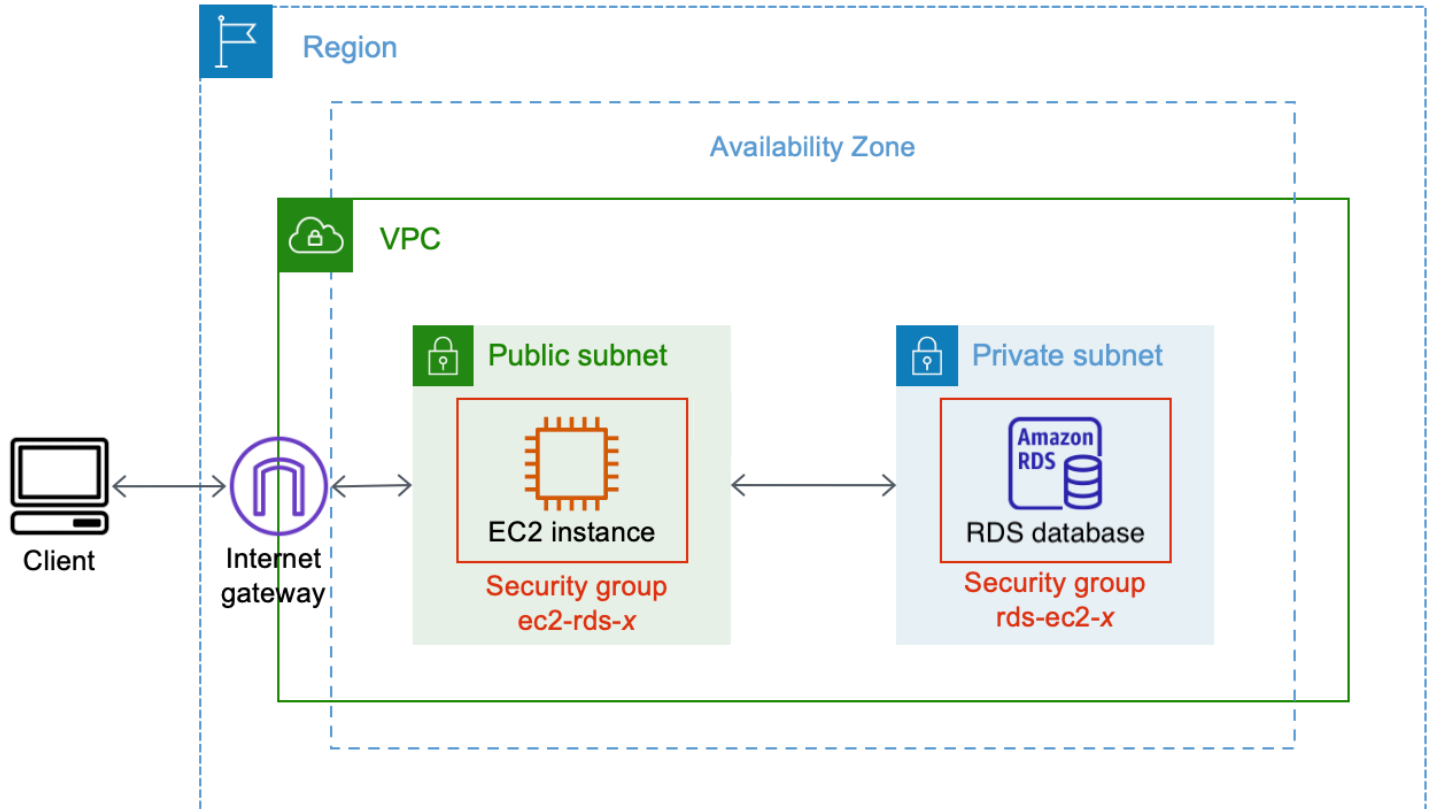 Region
Availability Zone
VPC
Public subnet
Private subnet
Amazon
RDS
EC2 instance
RDS database
Client
Internet
gateway
Security group
ec2-rds-x
Security group
rds-ec2-x